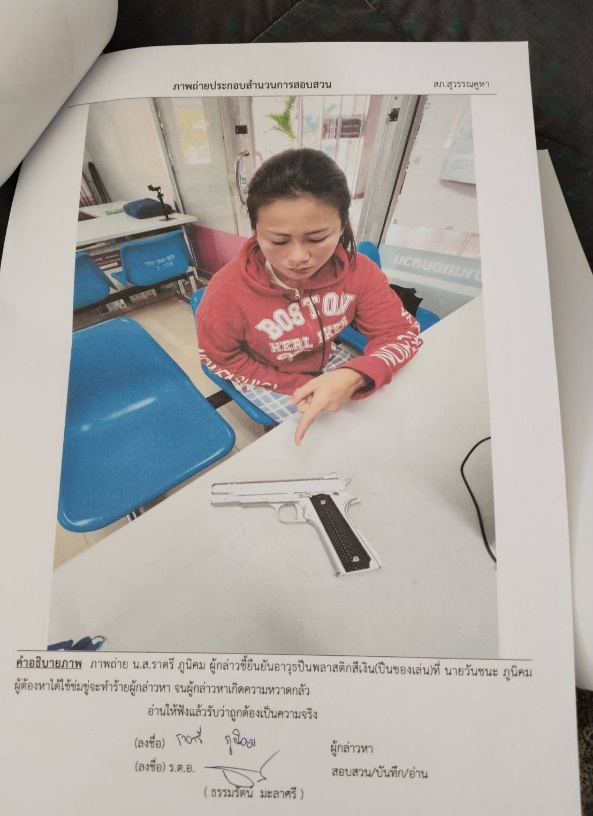 ภาพถ่ายประกอบสำนวนการสอบสวน สภ.สุวรรณคูหา
BOSTON
คำอธิบายภาพ ภาพถ่าย น.ส.ราตรี ภูนิคม ผู้กล่าวชี้ยืนยันอาวุธปืนพลาสติกสีเงิน(ปืนของเล่น)ที่ นายวันชนะ ภูนิคม
ผู้ต้องหาได้ใช้ข่มขู่จะทำร้ายผู้กล่าวหา จนผู้กล่าวหาเกิดความหวาดกลัว
อ่านให้ฟังแล้วรับว่าถูกต้องเป็นความจริง
(ลงชื่อ) ราตรี ภูนิคม ผู้กล่าวหา
(ลงชื่อ) ร.ต.อ. สอบสวน/บันทึก/อ่าน
( ธรรมรัตน์ มะลาศรี )